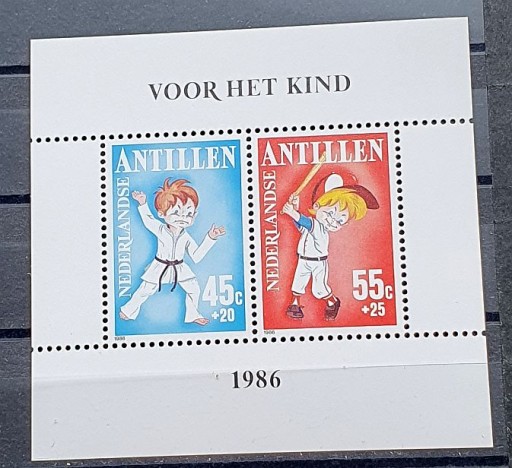 VOOR HET KIND
NEDERLANDSE
ANTILLEN
45c
+20
1986
NEDERLANDSE
ANTILLEN
55c
+25
1986
1986